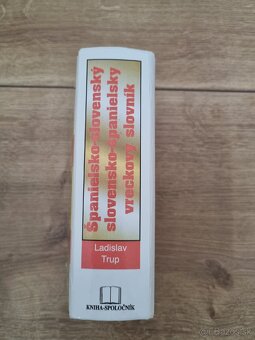 Španielsko-slovenský
slovensko-španielsky
vreckový slovník
Ladislav
Trup
KNIHA-SPOLOČNÍK